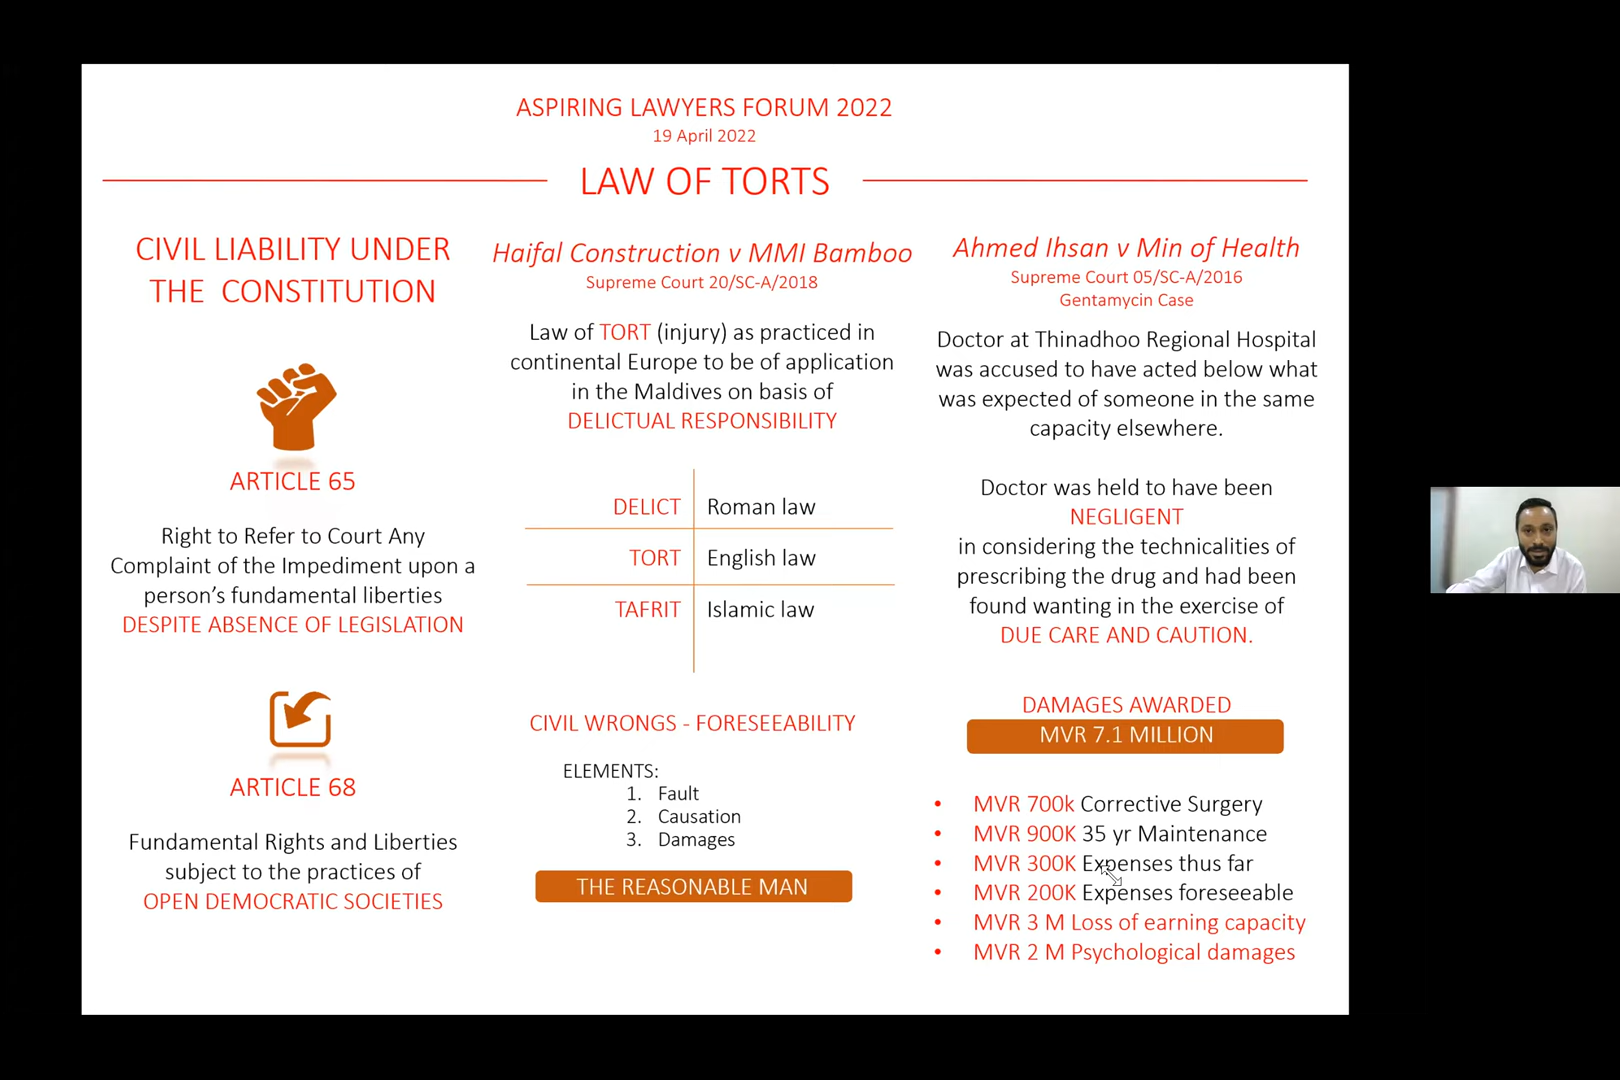 ASPIRING LAWYERS FORUM 2022
19 April 2022
LAW OF TORTS
CIVIL LIABILITY UNDER
THE CONSTITUTION
ARTICLE 65
Right to Refer to Court Any
Complaint of the Impediment upon a
person's fundamental liberties
DESPITE ABSENCE OF LEGISLATION
ARTICLE 68
Fundamental Rights and Liberties
subject to the practices of
OPEN DEMOCRATIC SOCIETIES
Haifal Construction v MMI Bamboo
Supreme Court 20/SC-A/2018
Law of TORT (injury) as practiced in
continental Europe to be of application
in the Maldives on basis of
DELICTUAL RESPONSIBILITY
DELICT Roman law
TORT English law
TAFRIT Islamic law
CIVIL WRONGS - FORESEEABILITY
ELEMENTS:
1. Fault
2. Causation
3. Damages
THE REASONABLE MAN
Ahmed Ihsan v Min of Health
Supreme Court 05/SC-A/2016
Gentamycin Case
Doctor at Thinadhoo Regional Hospital
was accused to have acted below what
was expected of someone in the same
capacity elsewhere.
Doctor was held to have been
NEGLIGENT
in considering the technicalities of
prescribing the drug and had been
found wanting in the exercise of
DUE CARE AND CAUTION.
DAMAGES AWARDED
MVR 7.1 MILLION
• MVR 700k Corrective Surgery
• MVR 900K 35 yr Maintenance
• MVR 300K Expenses thus far
• MVR 200K Expenses foreseeable
• MVR 3 M Loss of earning capacity
• MVR 2 M Psychological damages